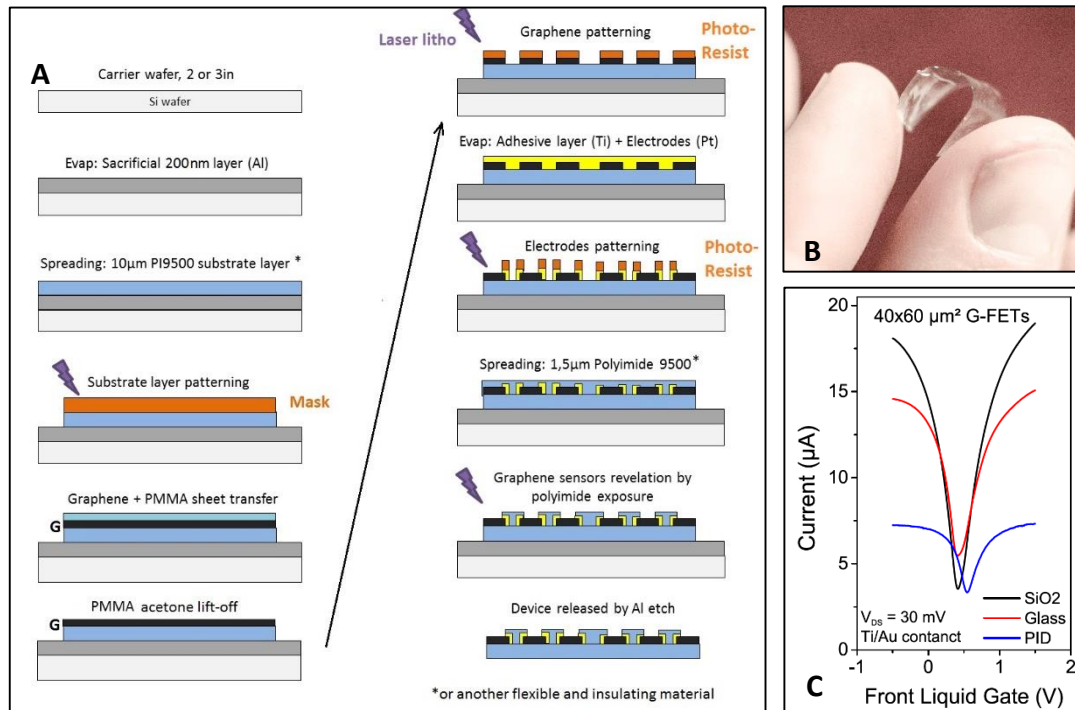 A
Carrier wafer, 2 or 3in
Si wafer
Evap: Sacrificial 200nm layer (Al)
Spreading: 10µm PI9500 substrate layer *
Substrate layer patterning
Mask
Graphene + PMMA sheet transfer
G
PMMA acetone lift-off
G
Laser litho
Graphene patterning
Photo-
Resist
Evap: Adhesive layer (Ti) + Electrodes (Pt)
Electrodes patterning
Photo-
Resist
Spreading: 1,5µm Polyimide 9500*
Graphene sensors revelation by
polyimide exposure
Device released by Al etch
*or another flexible and insulating material
B
20
15
10
5
0
Current (µA)
40x60 µm² G-FETs
SiO2
Glass
PID
V_DS = 30 mV
Ti/Au contanct
-1
0
1
2
Front Liquid Gate (V)
C